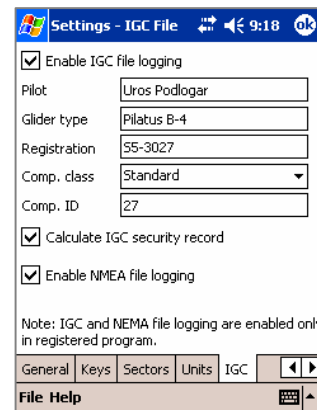 Settings - IGC File 9:18 ok
Enable IGC file logging
Pilot Uros Podlogar
Glider type Pilatus B-4
Registration S5-3027
Comp. class Standard
Comp. ID 27
Calculate IGC security record
Enable NMEA file logging
Note: IGC and NEMA file logging are enabled only
in registered program.
General Keys Sectors Units IGC
File Help